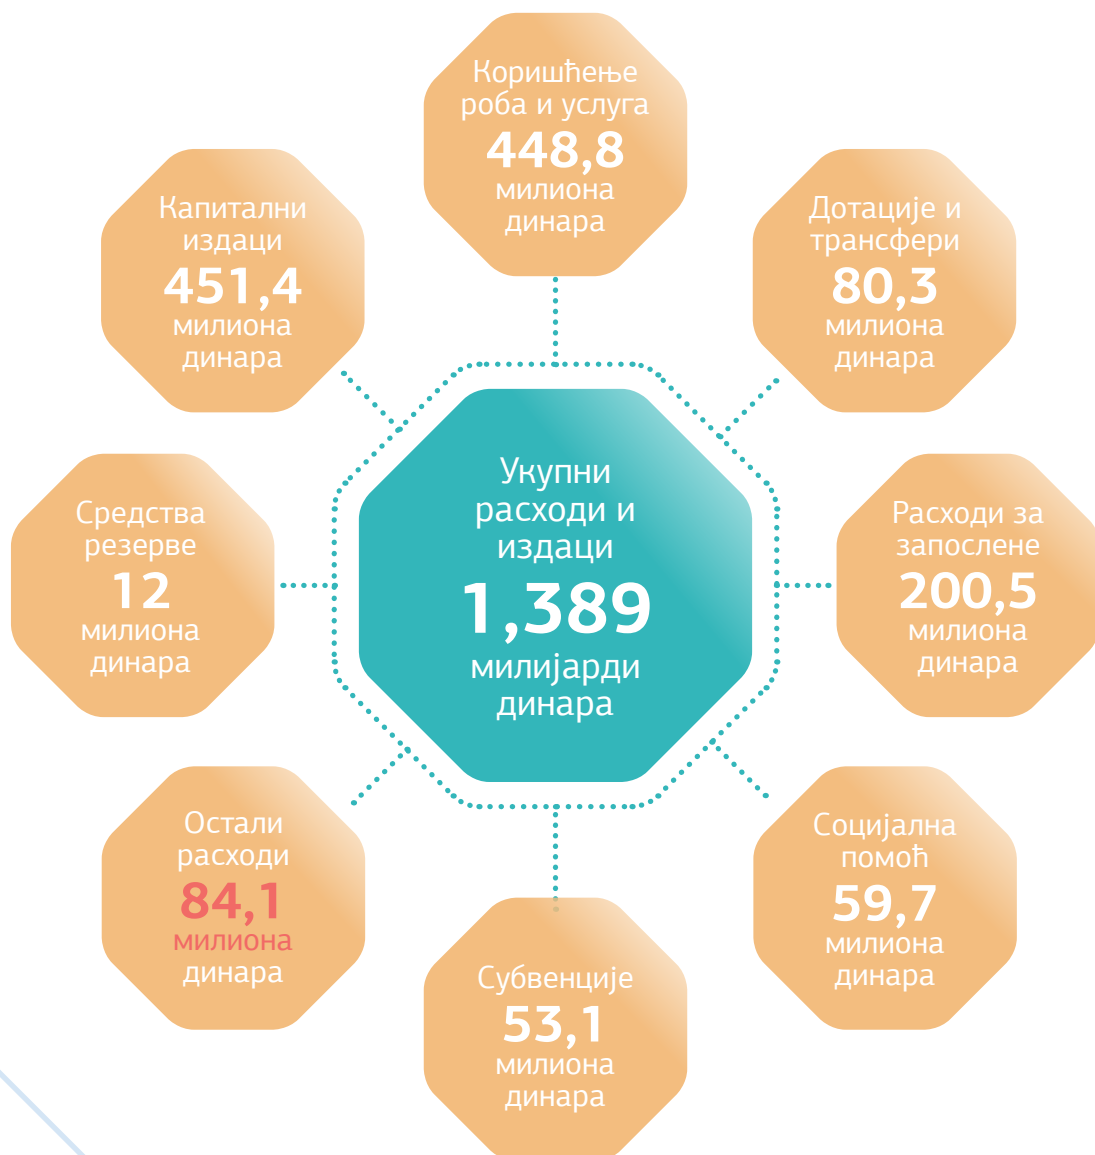 Коришћење
роба и услуга
448,8
милиона
динара
Капитални
издаци
451,4
милиона
динара
Дотације и
трансфери
80,3
милиона
динара
Укупни
расходи и
издаци
1,389
милијарди
динара
Средства
резерве
12
милиона
динара
Расходи за
запослене
200,5
милиона
динара
Остали
расходи
84,1
милиона
динара
Социјална
помоћ
59,7
милиона
динара
Субвенције
53,1
милиона
динара